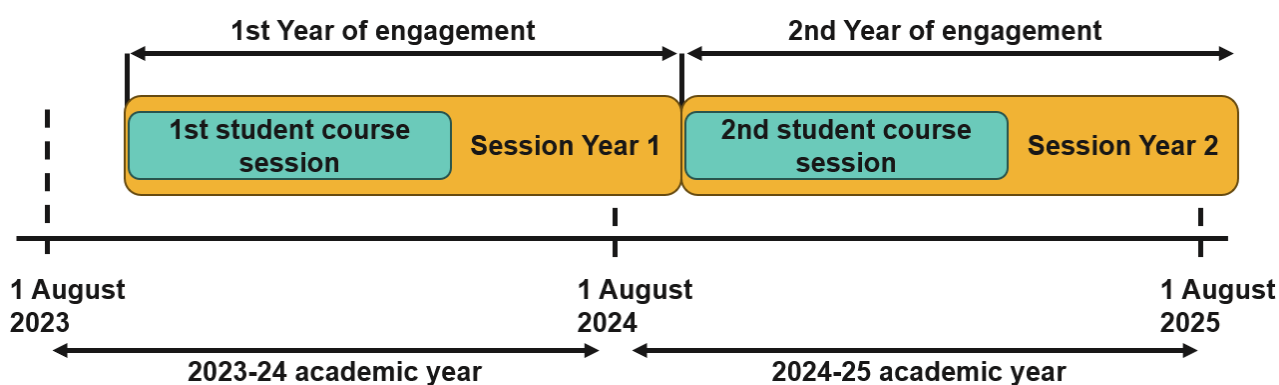 1st Year of engagement
2nd Year of engagement
1st student course
session
Session Year 1
2nd student course
session
Session Year 2
1 August
2023
1 August
2024
1 August
2025
2023-24 academic year
2024-25 academic year